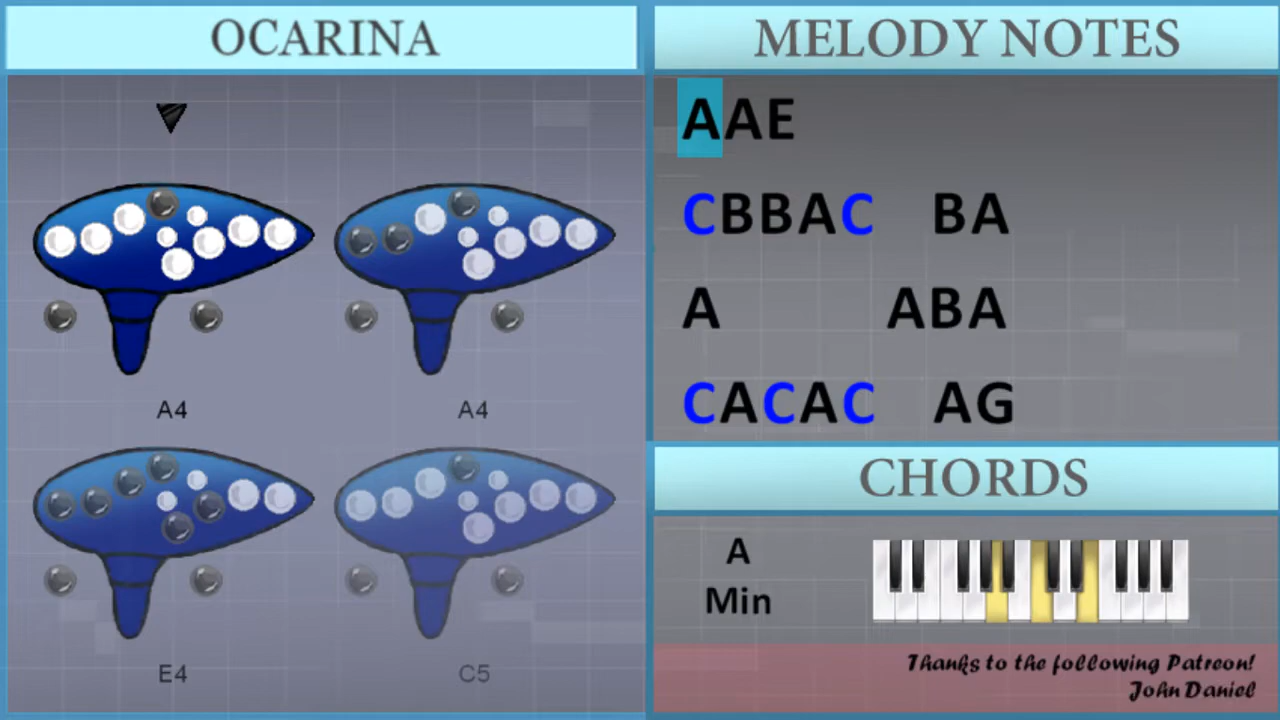 OCARINA
A4 A4
E4 C5
MELODY NOTES
AAE
CBBAC BA
A ABA
CACAC AG
CHORDS
A
Min
Thanks to the following Patreon!
John Daniel